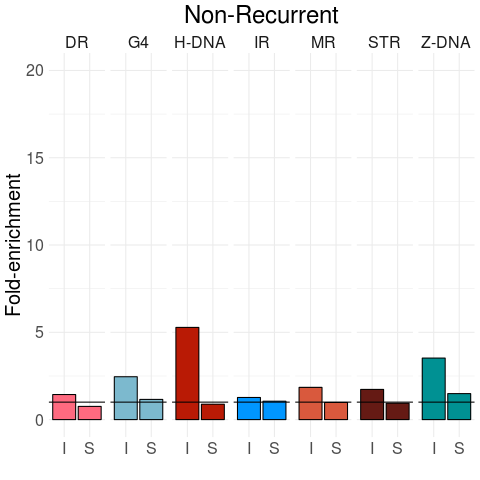 Non-Recurrent
DR G4 H-DNA IR MR STR Z-DNA
Fold-enrichment
20
15
10
5
0
I S I S I S I S I S I S I S